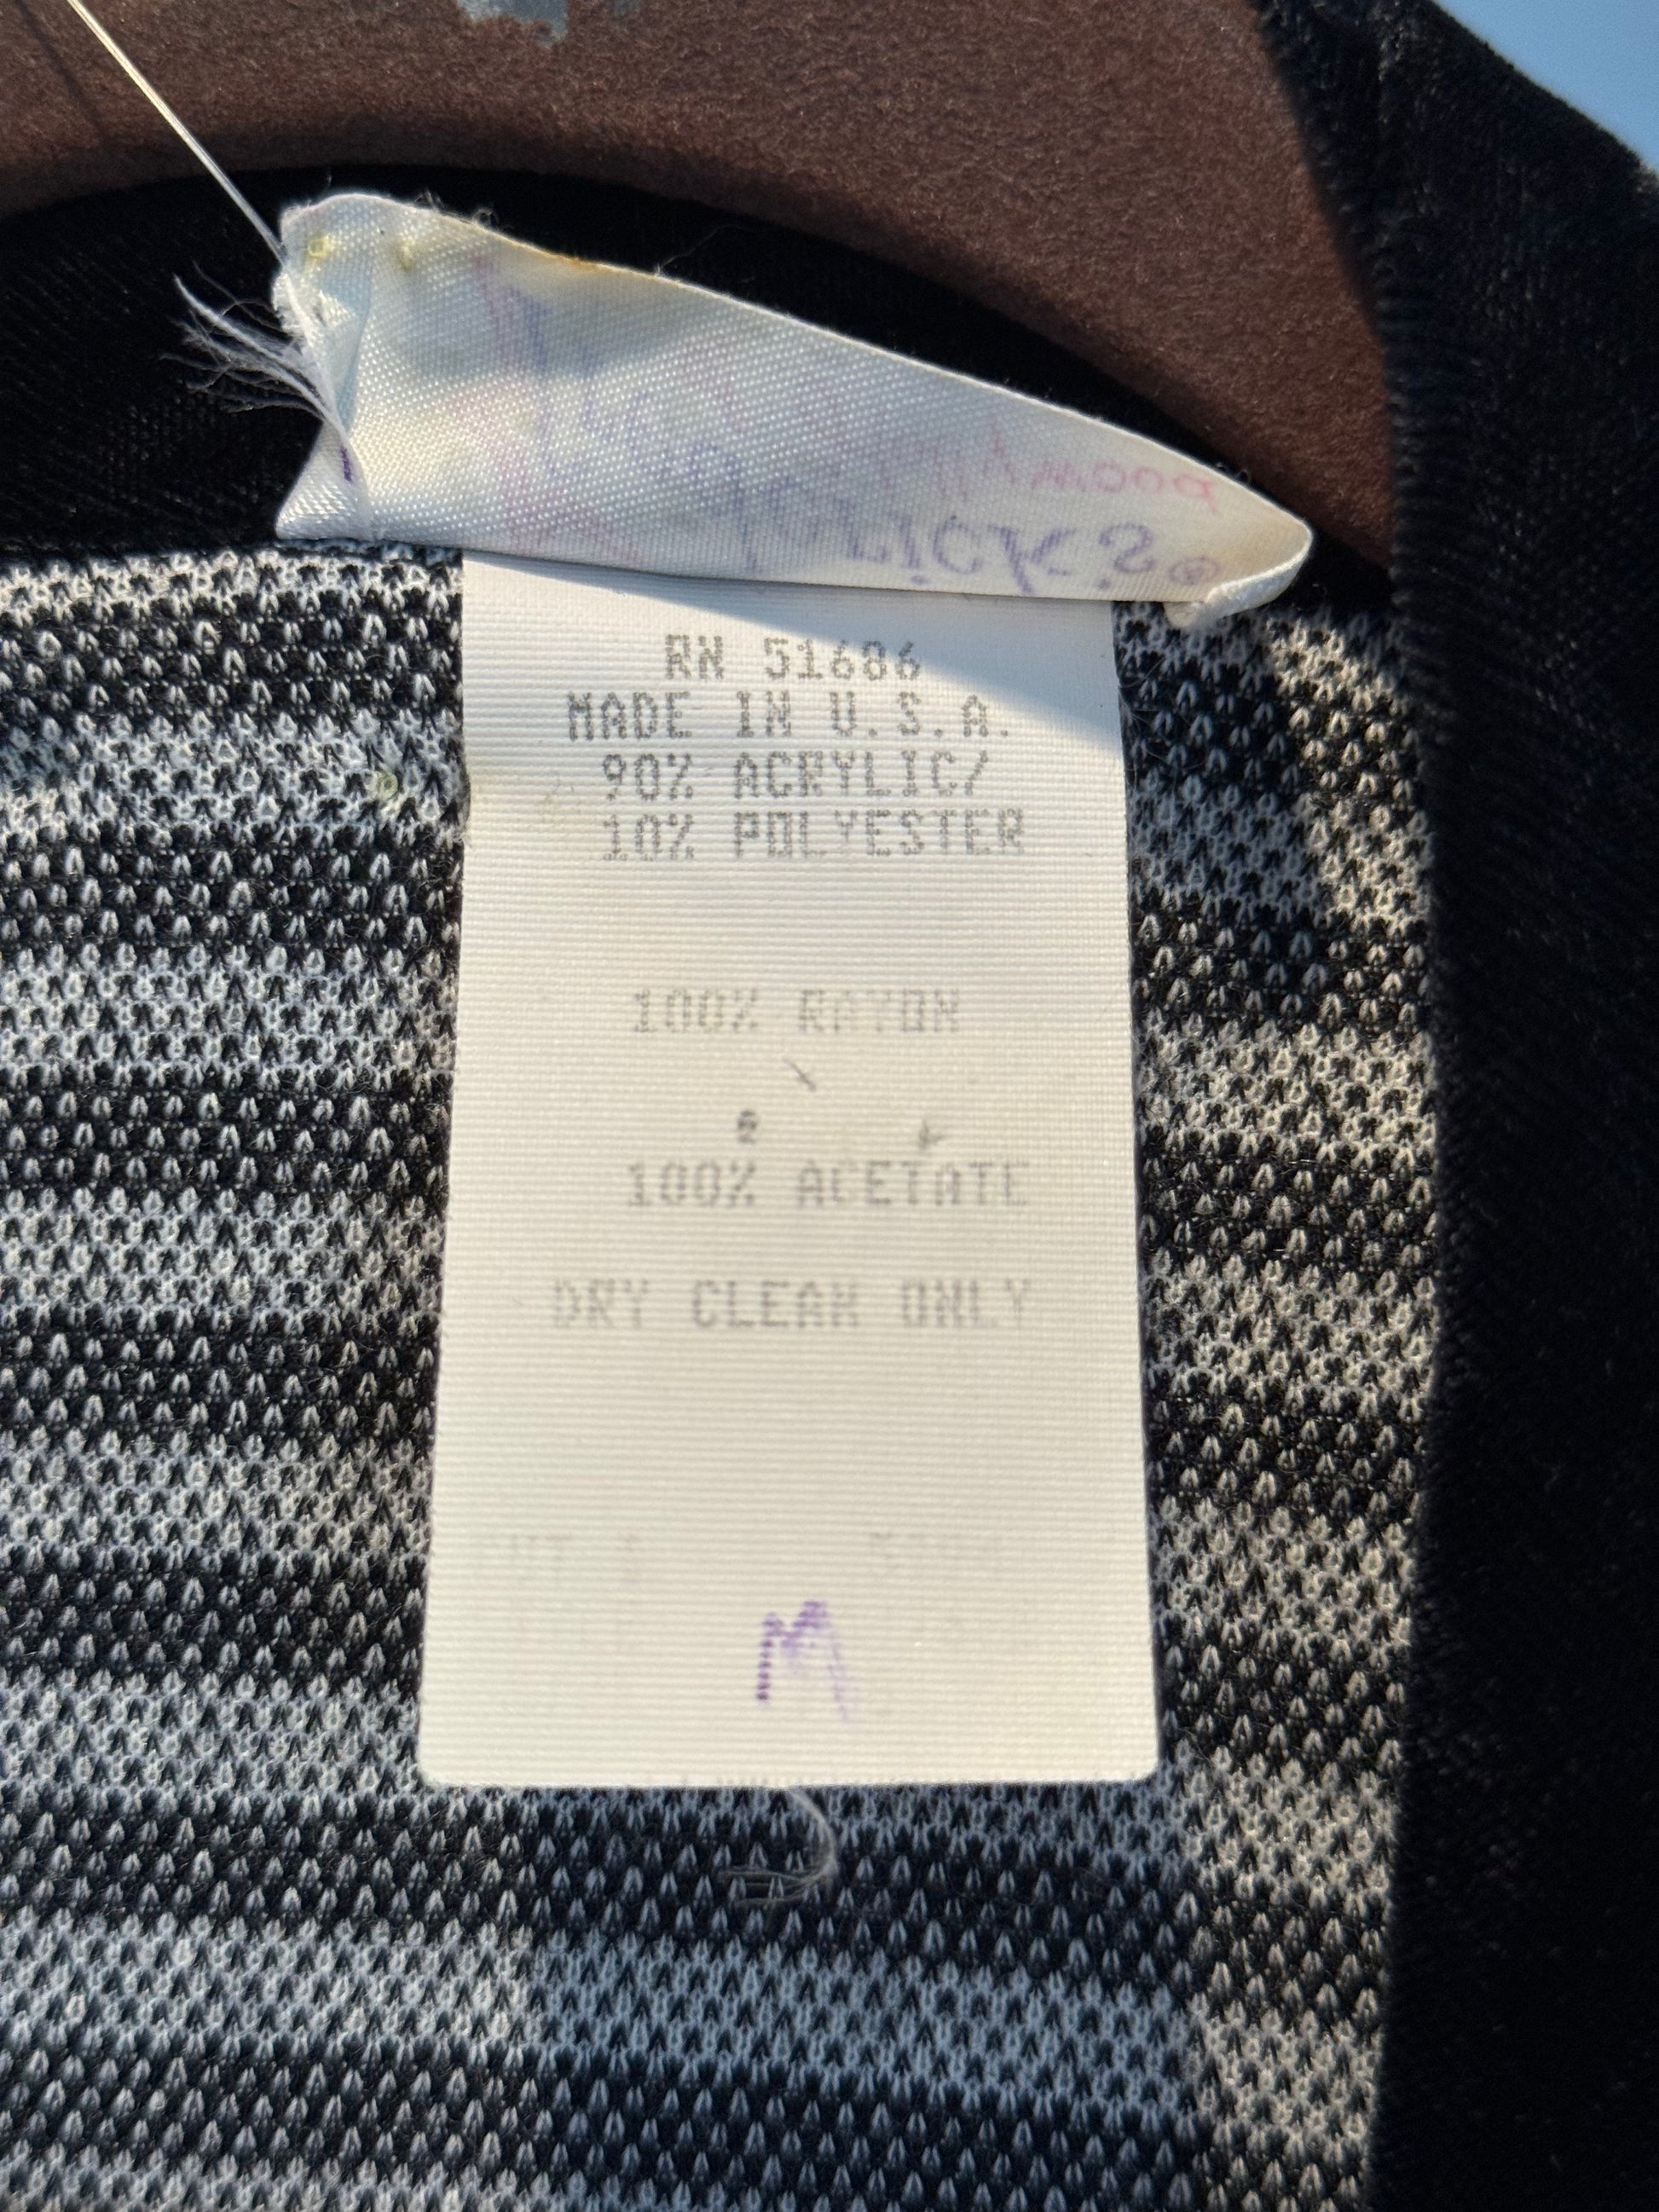 RN 51686
MADE IN U.S.A.
90% ACRYLIC/
10% POLYESTER
100% RAYON
100% ACETATE
DRY CLEAN ONLY
M